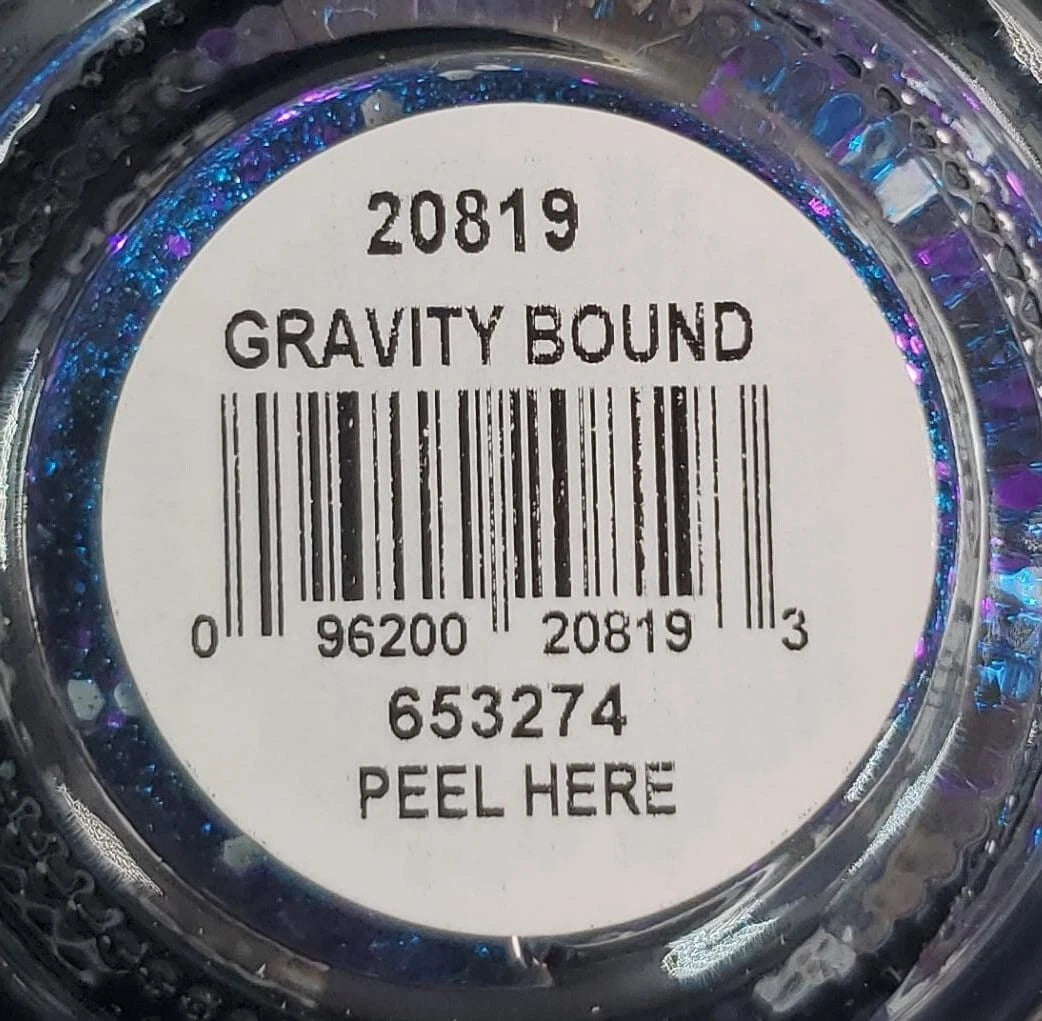 20819
GRAVITY BOUND
0 96200 20819 3
653274
PEEL HERE